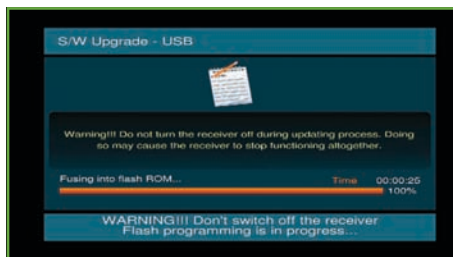 S/W Upgrade - USB
Warning!!! Do not turn the receiver off during updating process. Doing
so may cause the receiver to stop functioning altogether.
Fusing into flash ROM...
Time 00:00:25
100%
WARNING!!! Don't switch off the receiver
Flash programming is in progress...